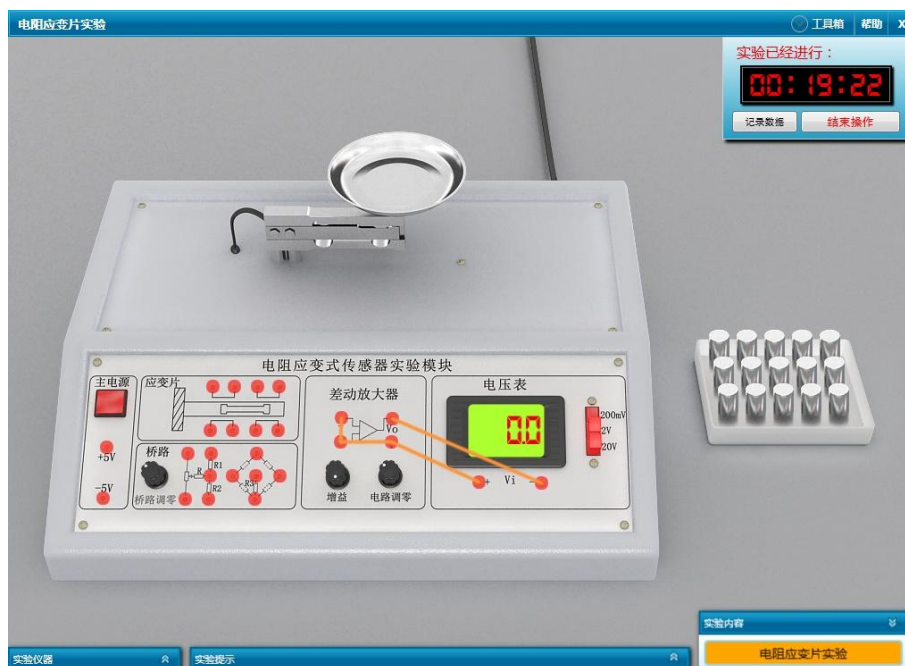 电阻应变片实验
工具箱 帮助 X
实验已经进行：
00:19:22
记录数据 结束操作
电阻应变式传感器实验模块
主电源
+5V
-5V
应变片
桥路
R R1
R2
R3
桥路调零
差动放大器
Vo
增益 电路调零
电压表
0.0
200mV
2V
20V
+ Vi -
实验内容
电阻应变片实验
实验仪器
实验提示